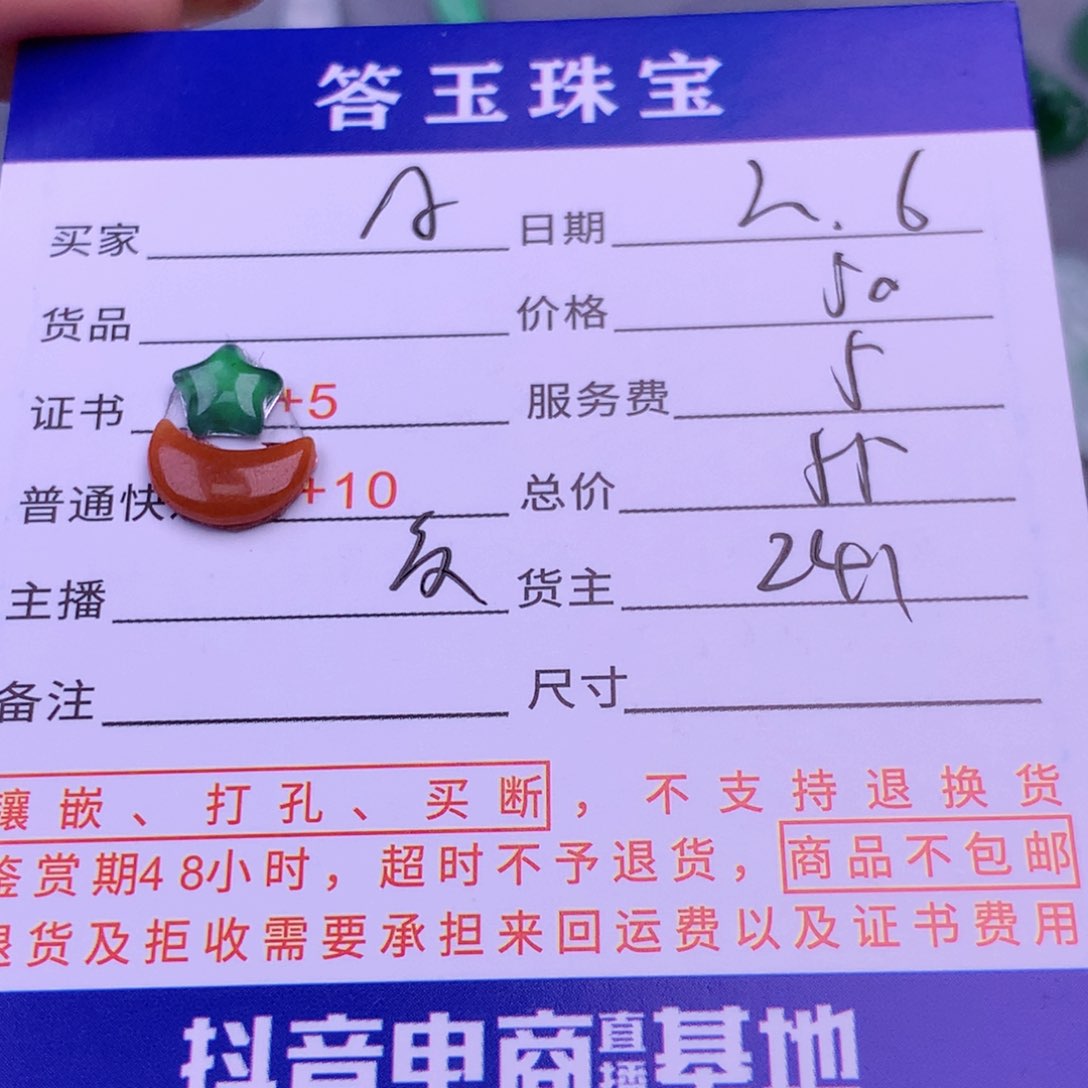 答玉珠宝
买家 A 日期 2.6
货品 价格 50
证书 +5 服务费 5
普通快 +10 总价 55
主播 货主
备注 尺寸
镶嵌、打孔、买断，不支持退换货
鉴赏期48小时，超时不予退货，商品不包邮
退货及拒收需要承担来回运费以及证书费用
抖音电商直播基地